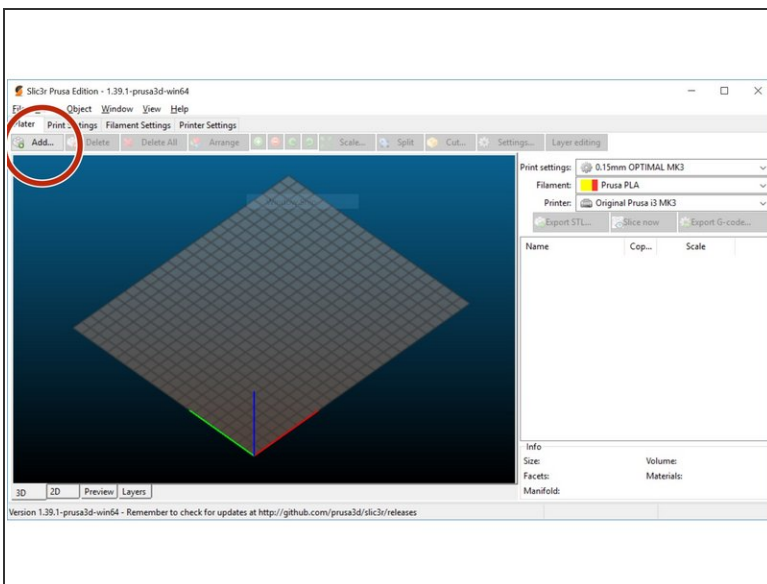 Slic3r Prusa Edition - 1.39.1-prusa3d-win64
Object Window View Help
Plater Print Settings Filament Settings Printer Settings
Add... Delete Delete All Arrange Scale... Split Cut... Settings... Layer editing
Print settings: 0.15mm OPTIMAL MK3
Filament: Prusa PLA
Printer: Original Prusa i3 MK3
Export STL... Slice now Export G-code...
Name Cop... Scale
Info
Size: Volume:
Facets: Materials:
Manifold:
3D 2D Preview Layers
Version 1.39.1-prusa3d-win64 - Remember to check for updates at http://github.com/prusa3d/slic3r/releases